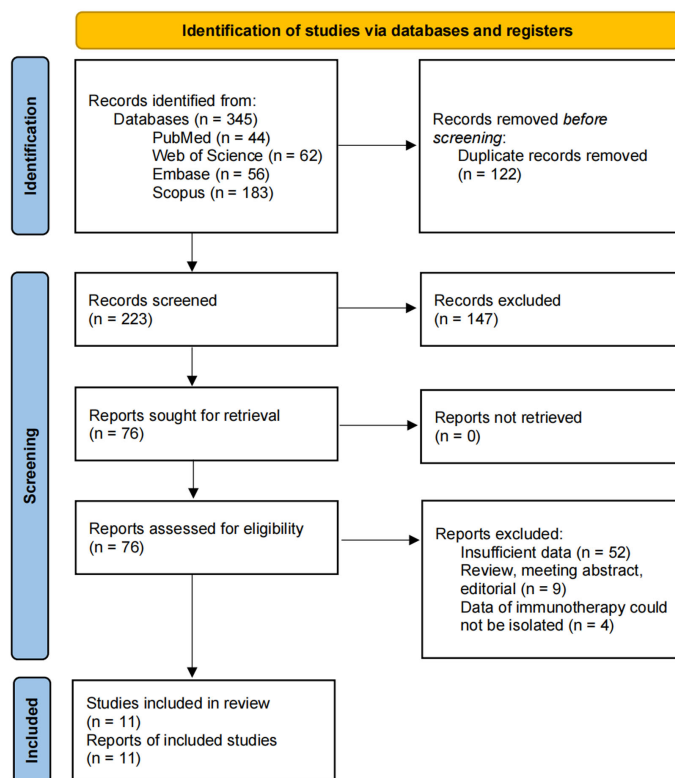 Identification of studies via databases and registers
Identification
Records identified from:
Databases (n = 345)
PubMed (n = 44)
Web of Science (n = 62)
Embase (n = 56)
Scopus (n = 183)
Records removed before
screening:
Duplicate records removed
(n = 122)
Screening
Records screened
(n = 223)
Records excluded
(n = 147)
Reports sought for retrieval
(n = 76)
Reports not retrieved
(n = 0)
Reports assessed for eligibility
(n = 76)
Reports excluded:
Insufficient data (n = 52)
Review, meeting abstract,
editorial (n = 9)
Data of immunotherapy could
not be isolated (n = 4)
Included
Studies included in review
(n = 11)
Reports of included studies
(n = 11)